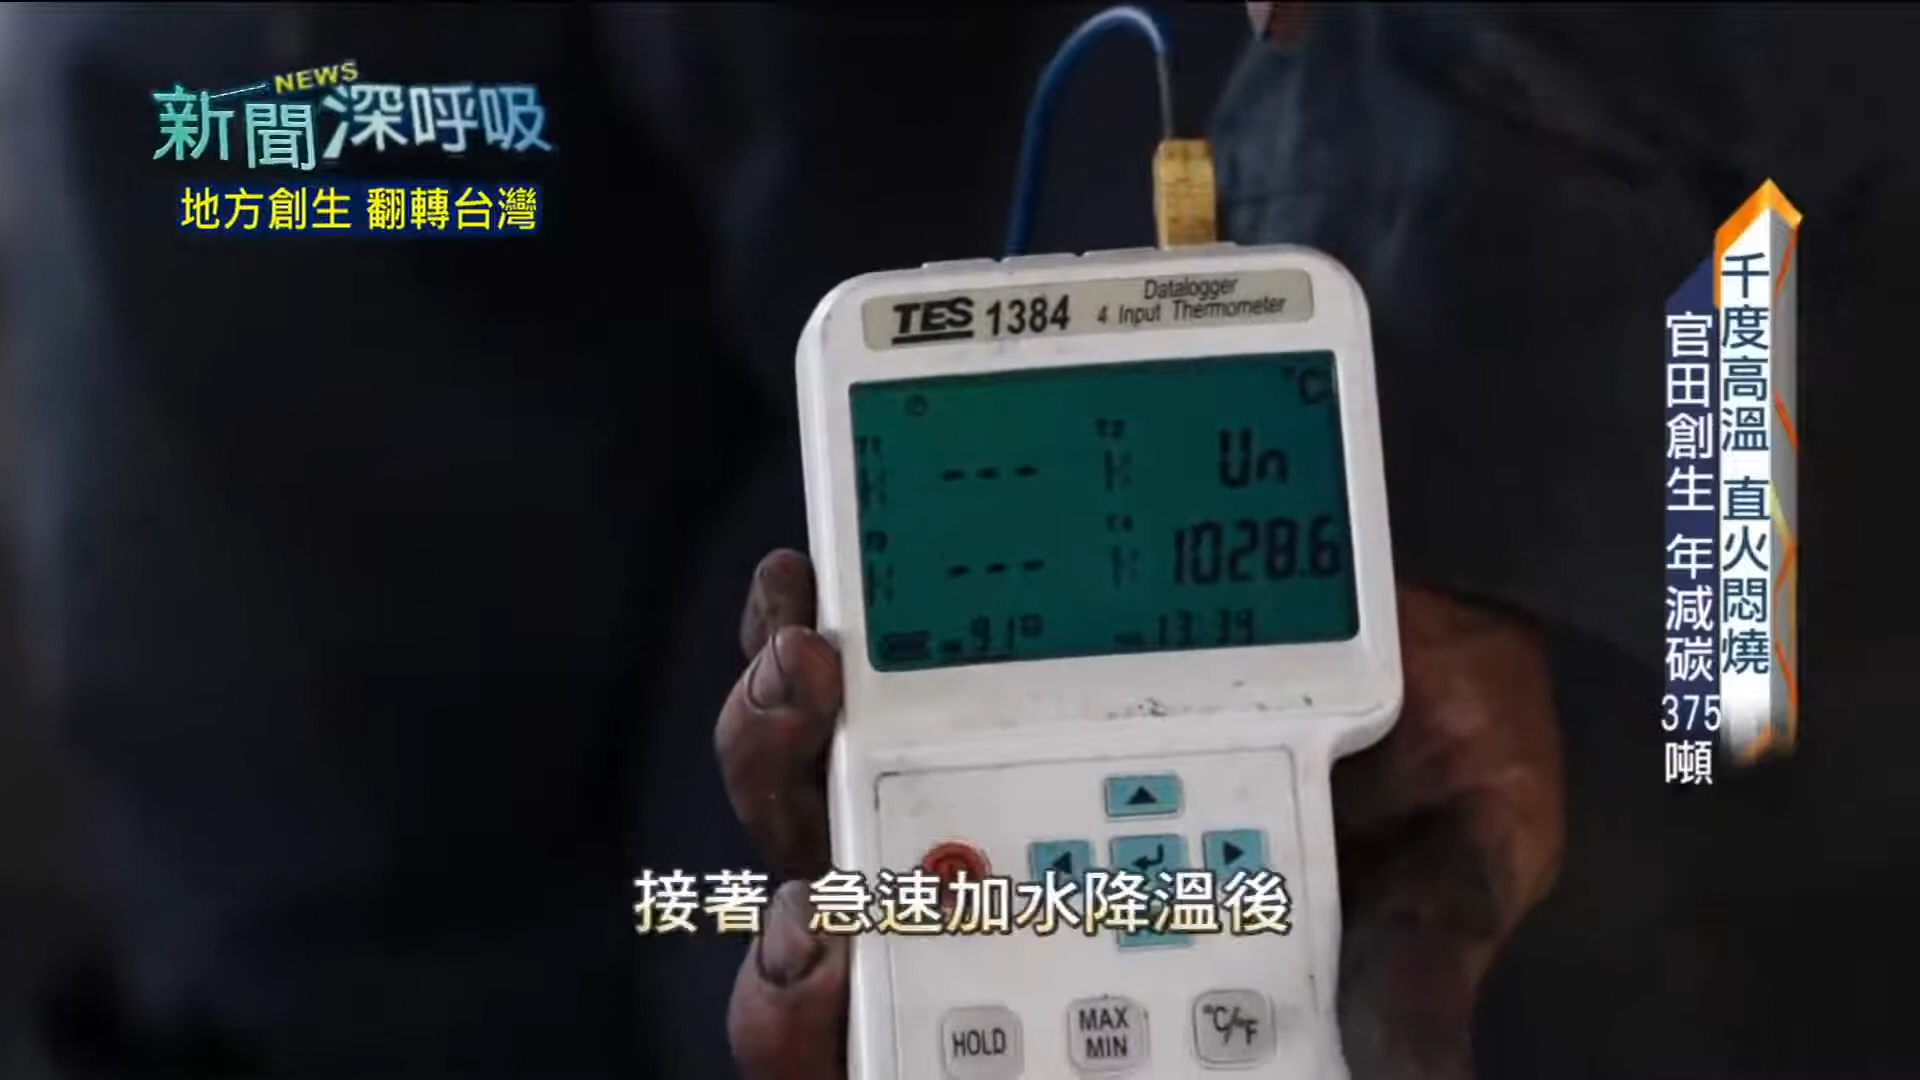 NEWS
新聞深呼吸
地方創生 翻轉台灣
千度高溫 直火悶燒
官田創生 年減碳375噸
TES 1384
Datalogger
4 Input Thermometer
°C
--- Un
--- 1028.6
91% 13:39
接著 急速加水降溫後
HOLD
MAX
MIN
°C/°F